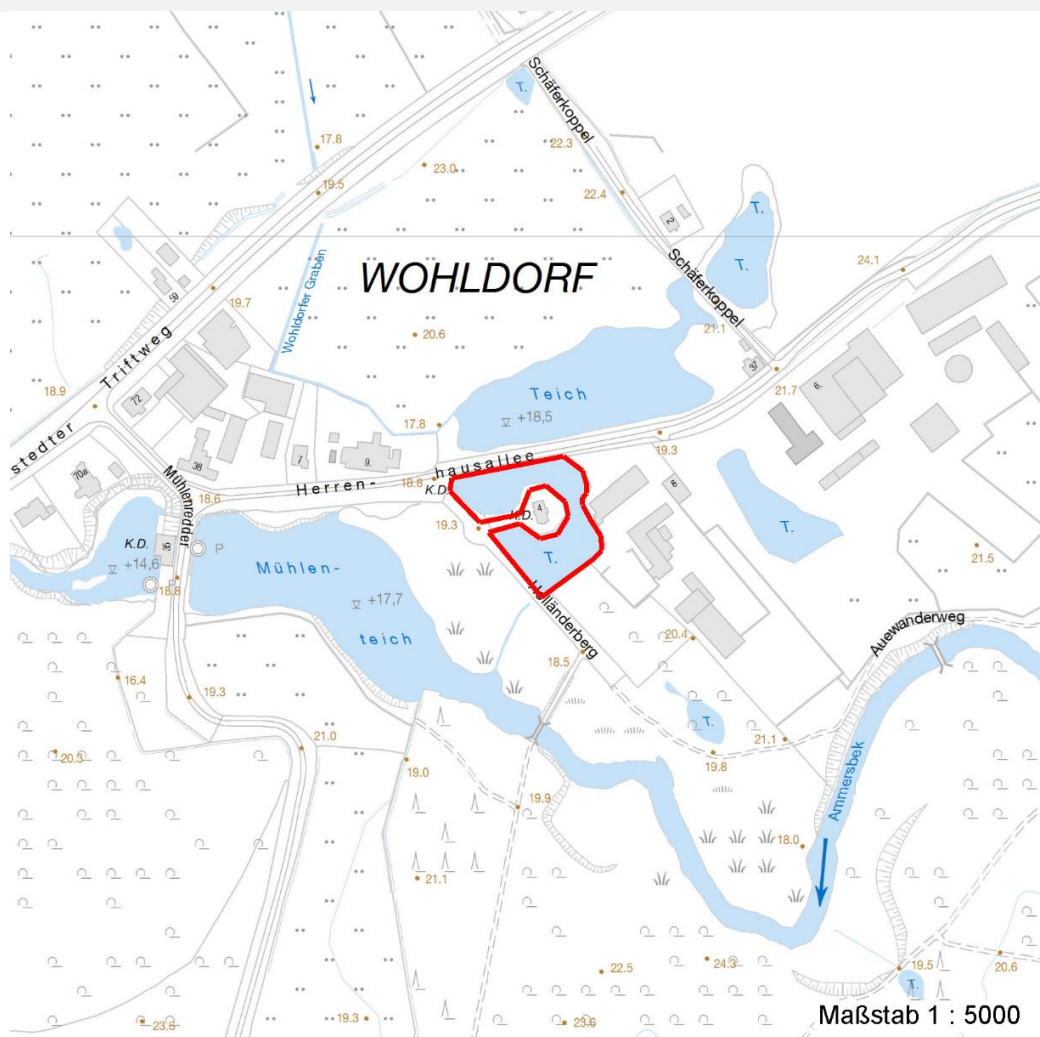 Schäferkoppel
T.
17.8
22.3
23.0
19.5
22.4
2
T.
Wohldorfer Graben
WOHLDORF
T.
Schäferkoppel
24.1
59
19.7
21.1
20.6
Triftweg
37
21.7
6.
18.9
72
Teich
+18,5
17.8
stedter
19.3
38
7
9.
hausallee
70a
Mühlenredder
18.6
Herren-
18.8
K.D.
8
4
K.D.
19.3
T.
K.D.
35
P
T.
21.5
+14,6
P
Mühlen-
+17,7
18.8
teich
Holländerberg
20.4
Auewanderweg
18.5
16.4
19.3
T.
20.3
21.0
19.0
19.8
21.1
19.9
Ammersbek
18.0
21.1
22.5
24.3
19.5
20.6
T.
23.6
19.3
23.6
Maßstab 1 : 5000